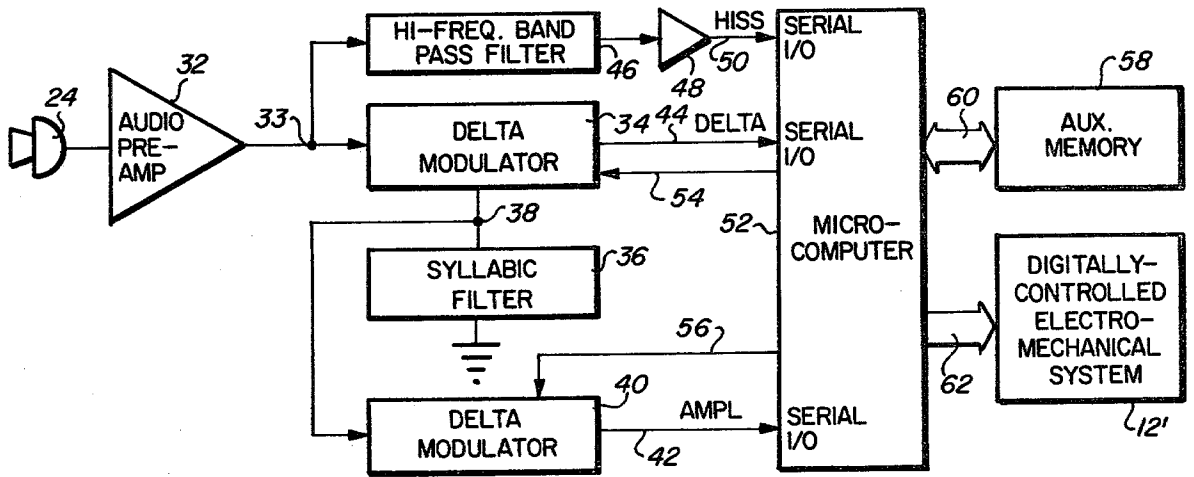 24
32
AUDIO
PRE-
AMP
33
HI-FREQ. BAND
PASS FILTER
46
48
HISS
50
SERIAL
I/O
DELTA
MODULATOR
34
44
DELTA
SERIAL
I/O
54
38
SYLLABIC
FILTER
36
52
MICRO-
COMPUTER
56
DELTA
MODULATOR
40
AMPL
42
SERIAL
I/O
60
58
AUX.
MEMORY
62
DIGITALLY-
CONTROLLED
ELECTRO-
MECHANICAL
SYSTEM
12'